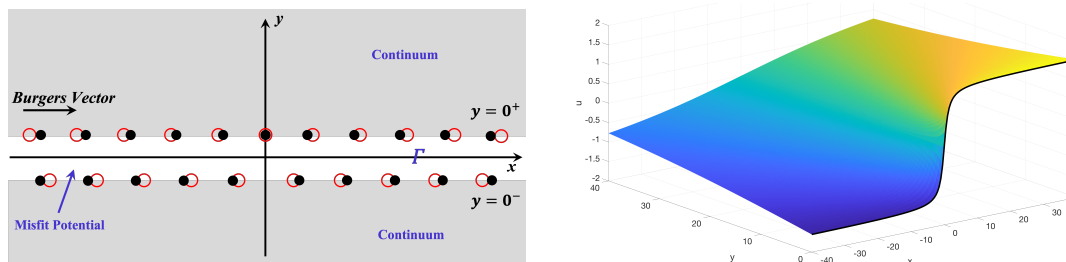 y
Continuum
Burgers Vector
y = 0⁺
Γ
x
y = 0⁻
Misfit Potential
Continuum
2
1.5
1
0.5
0
-0.5
-1
-1.5
-2
u
40
30
20
10
0
y
-40
-30
-20
-10
0
10
20
30